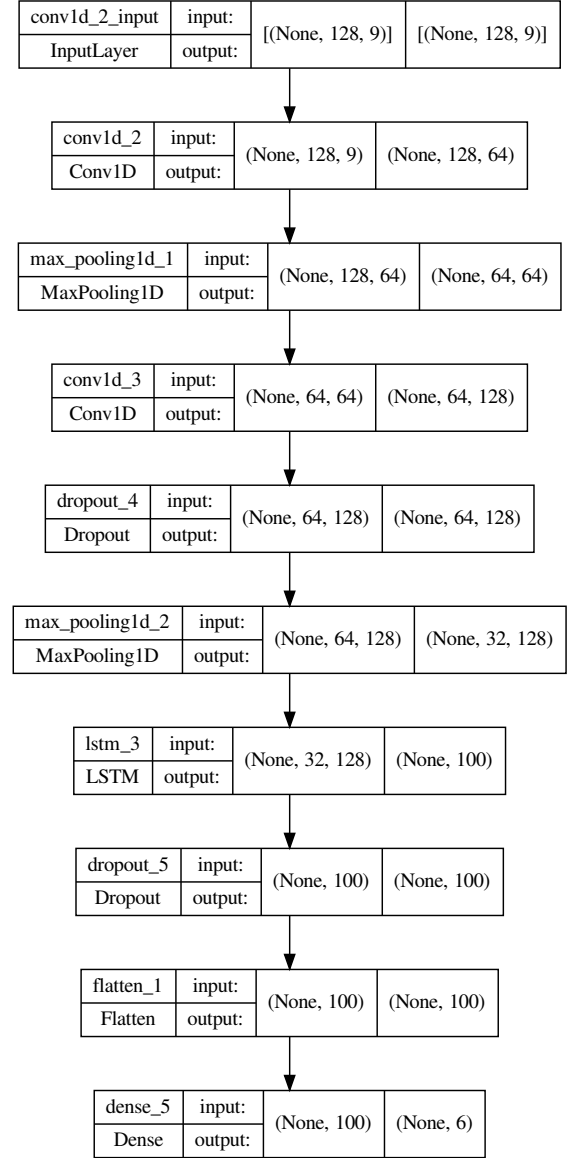 conv1d_2_input input: [(None, 128, 9)] [(None, 128, 9)]
InputLayer output:
conv1d_2 input: (None, 128, 9) (None, 128, 64)
Conv1D output:
max_pooling1d_1 input: (None, 128, 64) (None, 64, 64)
MaxPooling1D output:
conv1d_3 input: (None, 64, 64) (None, 64, 128)
Conv1D output:
dropout_4 input: (None, 64, 128) (None, 64, 128)
Dropout output:
max_pooling1d_2 input: (None, 64, 128) (None, 32, 128)
MaxPooling1D output:
lstm_3 input: (None, 32, 128) (None, 100)
LSTM output:
dropout_5 input: (None, 100) (None, 100)
Dropout output:
flatten_1 input: (None, 100) (None, 100)
Flatten output:
dense_5 input: (None, 100) (None, 6)
Dense output: